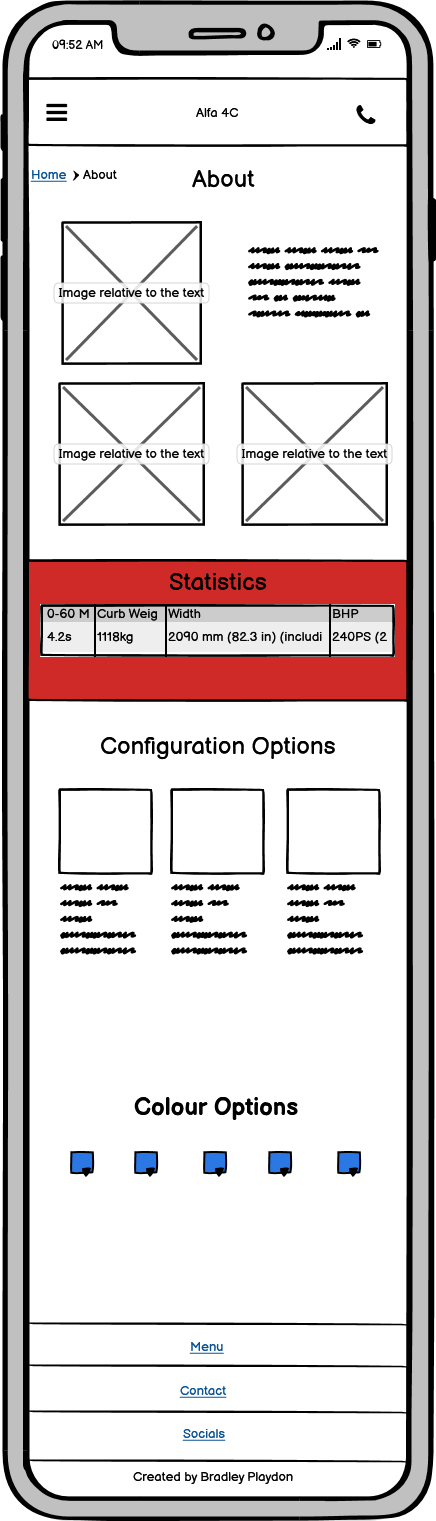 09:52 AM
Alfa 4C
Home > About
About
Image relative to the text
Image relative to the text
Image relative to the text
Statistics
0-60 M Curb Weig Width BHP
4.2s 1118kg 2090 mm (82.3 in) (includi 240PS (2
Configuration Options
Colour Options
Menu
Contact
Socials
Created by Bradley Playdon